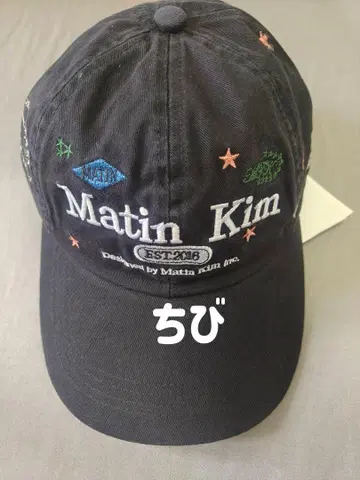 MATIN
Matin Kim
EST.2016
Designed by Matin Kim Inc.
ちび